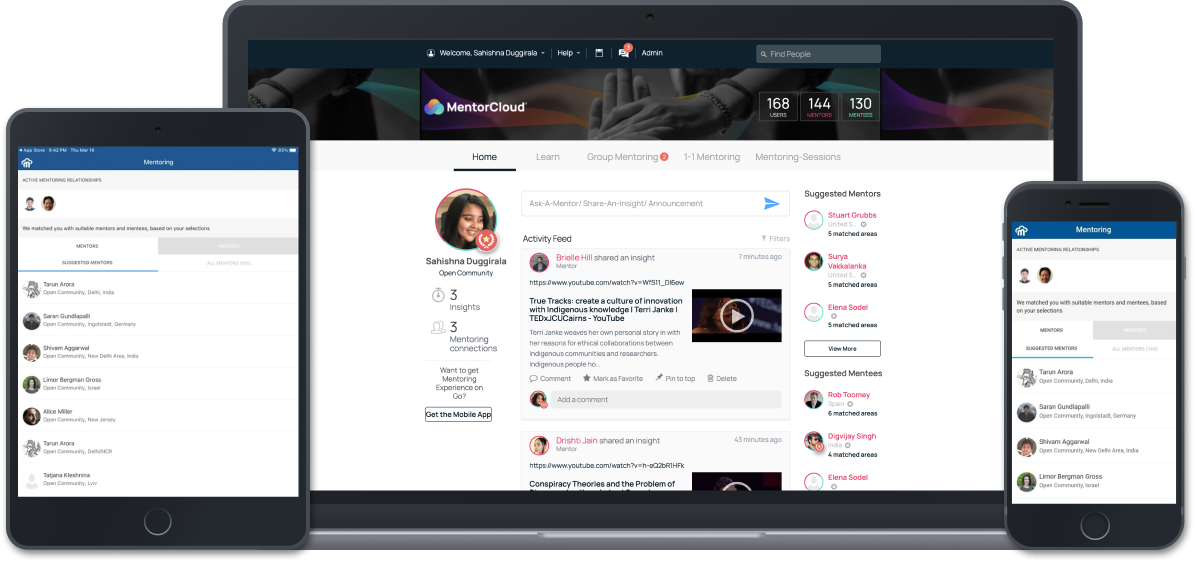 Welcome, Sahishna Duggirala
Help
3
Admin
Find People
MentorCloud
168
USERS
144
MENTORS
130
MENTEES
Home
Learn
Group Mentoring 2
1-1 Mentoring
Mentoring-Sessions
Sahishna Duggirala
Open Community
3
Insights
3
Mentoring
connections
Want to get
Mentoring
Experience on
Go?
Get the Mobile App
Ask-A-Mentor/ Share-An-Insight/ Announcement
Activity Feed
Filters
Brielle Hill shared an insight
7 minutes ago
Mentor
https://www.youtube.com/watch?v=WfS11_DI6ew
True Tracks: create a culture of innovation
with Indigenous knowledge | Terri Janke |
TEDxJCUCairns - YouTube
Terri Janke weaves her own personal story in with
her reasons for ethical collaborations between
Indigenous communities and researchers.
Indigenous people ho...
Comment
Mark as Favorite
Pin to top
Delete
Add a comment
Drishti Jain shared an insight
43 minutes ago
Mentor
https://www.youtube.com/watch?v=h-eQ2bR1HFk
Conspiracy Theories and the Problem of
Suggested Mentors
Stuart Grubbs
United S...
5 matched areas
Surya
Vakkalanka
United S...
5 matched areas
Elena Sodel
5 matched areas
View More
Suggested Mentees
Rob Toomey
Spain
6 matched areas
Digvijay Singh
India
4 matched areas
Elena Sodel
App Store 9:42 PM Thu Mar 18
88%
Mentoring
ACTIVE MENTORING RELATIONSHIPS
We matched you with suitable mentors and mentees, based on your selections
MENTORS
MENTEES
SUGGESTED MENTORS
ALL MENTORS (155)
Tarun Arora
Open Community, Delhi, India
Saran Gundlapalli
Open Community, Ingolstadt, Germany
Shivam Aggarwal
Open Community, New Delhi Area, India
Limor Bergman Gross
Open Community, Israel
Alice Miller
Open Community, New Jersey
Tarun Arora
Open Community, Delhi/NCR
Tatjana Kleshnina
Open Community, Lviv
Mentoring
ACTIVE MENTORING RELATIONSHIPS
We matched you with suitable mentors and mentees, based
on your selections
MENTORS
MENTEES
SUGGESTED MENTORS
ALL MENTORS (155)
Tarun Arora
Open Community, Delhi, India
Saran Gundlapalli
Open Community, Ingolstadt, Germany
Shivam Aggarwal
Open Community, New Delhi Area, India
Limor Bergman Gross
Open Community, Israel